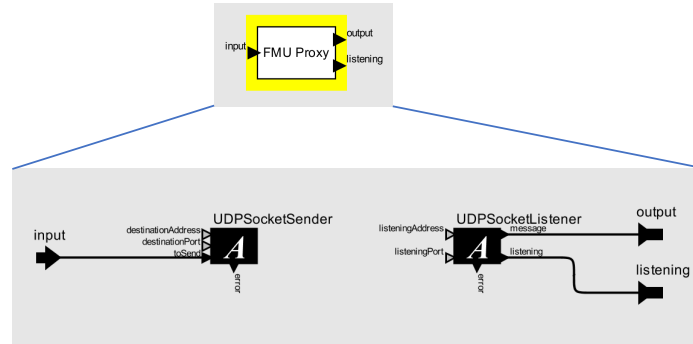 output
input
FMU Proxy
listening
UDPSocketSender
destinationAddress
destinationPort
toSend
A
error
input
UDPSocketListener
listeningAddress
message
listeningPort
listening
A
error
output
listening